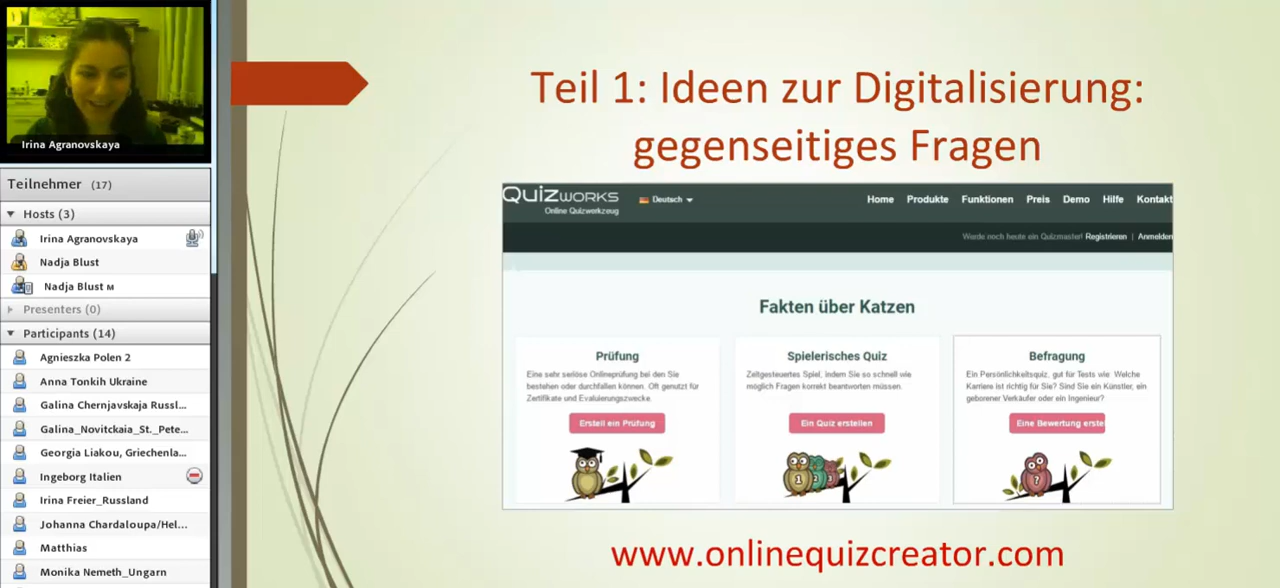 Irina Agranovskaya
Teilnehmer (17)
Hosts (3)
Irina Agranovskaya
Nadja Blust
Nadja Blust м
Presenters (0)
Participants (14)
Agnieszka Polen 2
Anna Tonkih Ukraine
Galina Chernjavskaja Russl...
Galina_Novitckaia_St._Pete...
Georgia Liakou, Griechenla...
Ingeborg Italien
Irina Freier_Russland
Johanna Chardaloupa/Hel...
Matthias
Monika Nemeth_Ungarn
Teil 1: Ideen zur Digitalisierung:
gegenseitiges Fragen
QUIZWORKS
Online Quizwerkzeug
Deutsch
Home Produkte Funktionen Preis Demo Hilfe Kontakt
Werde noch heute ein Quizmaster! Registrieren | Anmelden
Fakten über Katzen
Prüfung
Eine sehr seriöse Onlineprüfung bei den Sie
bestehen oder durchfallen können. Oft genutzt für
Zertifikate und Evaluierungszwecke.
Erstell ein Prüfung
Spielerisches Quiz
Zeitgesteuertes Spiel, indem Sie so schnell wie
möglich Fragen korrekt beantworten müssen.
Ein Quiz erstellen
1
Befragung
Ein Persönlichkeitsquiz, gut für Tests wie: Welche
Karriere ist richtig für Sie? Sind Sie ein Künstler, ein
geborener Verkäufer oder ein Ingenieur?
Eine Bewertung erste
?
www.onlinequizcreator.com